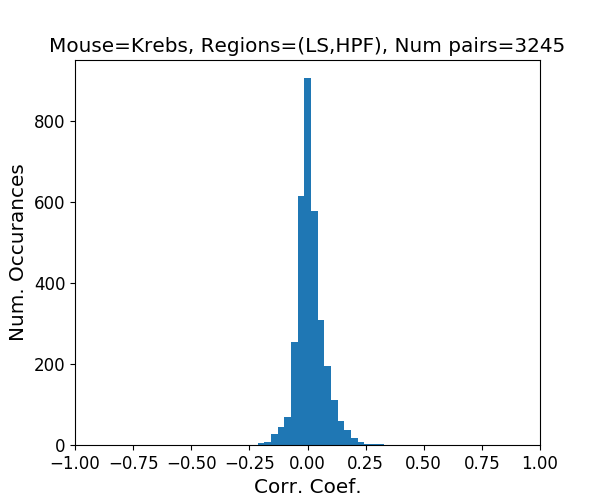 Mouse=Krebs, Regions=(LS,HPF), Num pairs=3245
Num. Occurances
800
600
400
200
0
−1.00 −0.75 −0.50 −0.25 0.00 0.25 0.50 0.75 1.00
Corr. Coef.